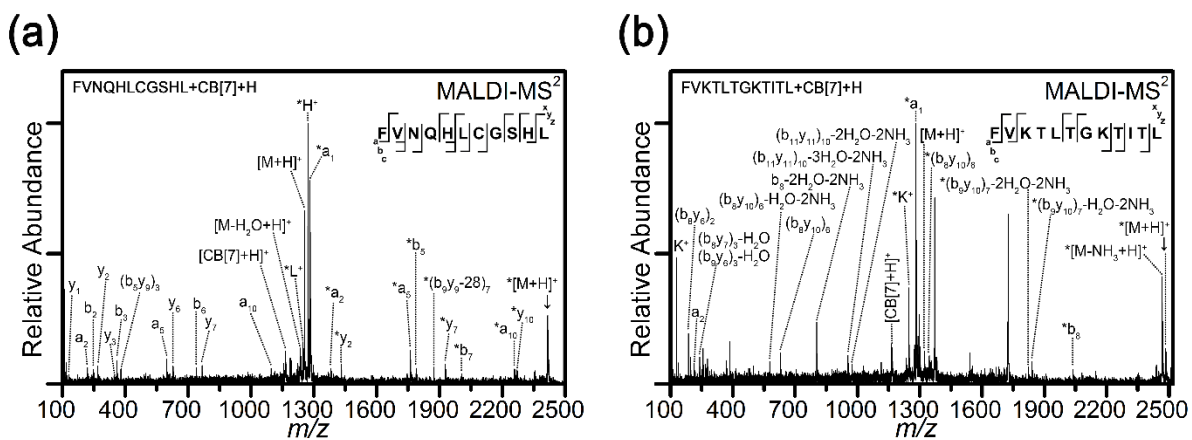 (a)
FVNQHLCGSHL+CB[7]+H
MALDI-MS²
*H⁺
*a₁
[M+H]⁺
[M-H₂O+H]⁺
[CB[7]+H]⁺
*L⁺
a b c F V N Q H L C G S H L x y z
y₁
a₂
b₂
y₂
y₃
b₃
(b₅y₉)₃
a₅
y₆
b₆
y₇
a₁₀
*a₂
*y₂
*a₅
*b₅
*(b₉y₉-28)₇
*y₇
*b₇
*a₁₀
*y₁₀
*[M+H]⁺
Relative Abundance
100 400 700 1000 1300 1600 1900 2200 2500
m/z
(b)
FVKTLTGKTITL+CB[7]+H
MALDI-MS²
*a₁
(b₁₁y₁₁)₁₀-2H₂O-2NH₃
[M+H]⁺
(b₁₁y₁₁)₁₀-3H₂O-2NH₃
*(b₈y₁₀)₆
b₈-2H₂O-2NH₃
a b c F V K T L T G K T I T L x y z
*(b₉y₁₀)₇-2H₂O-2NH₃
(b₈y₁₀)₆-H₂O-2NH₃
*K⁺
*(b₉y₁₀)₇-H₂O-2NH₃
(b₈y₆)₂
(b₈y₁₀)₆
*[M+H]⁺
K⁺
(b₈y₇)₃-H₂O
(b₉y₆)₃-H₂O
*[M-NH₃+H]⁺
a₂
[CB[7]+H]⁺
*b₈
Relative Abundance
100 400 700 1000 1300 1600 1900 2200 2500
m/z